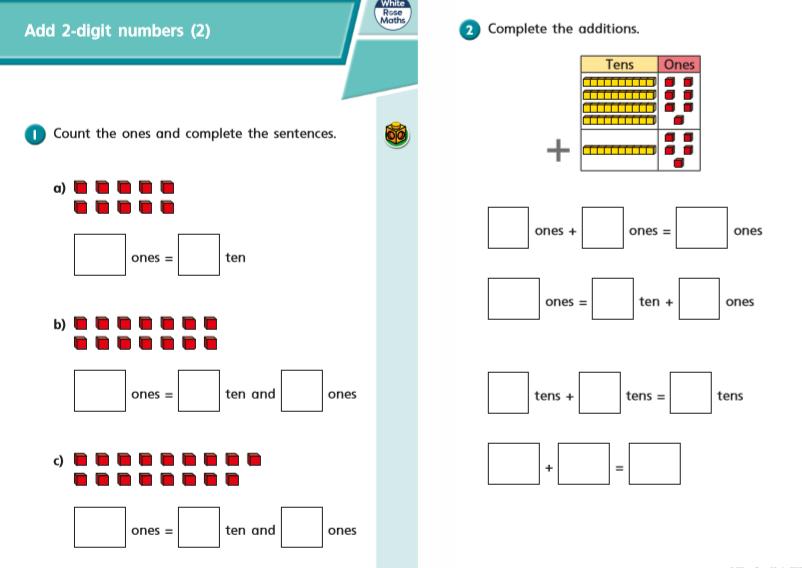 Add 2-digit numbers (2)
White
Rose
Maths
1 Count the ones and complete the sentences.
a)
ones = ten
b)
ones = ten and ones
c)
ones = ten and ones
2 Complete the additions.
Tens Ones
+
ones + ones = ones
ones = ten + ones
tens + tens = tens
+ =